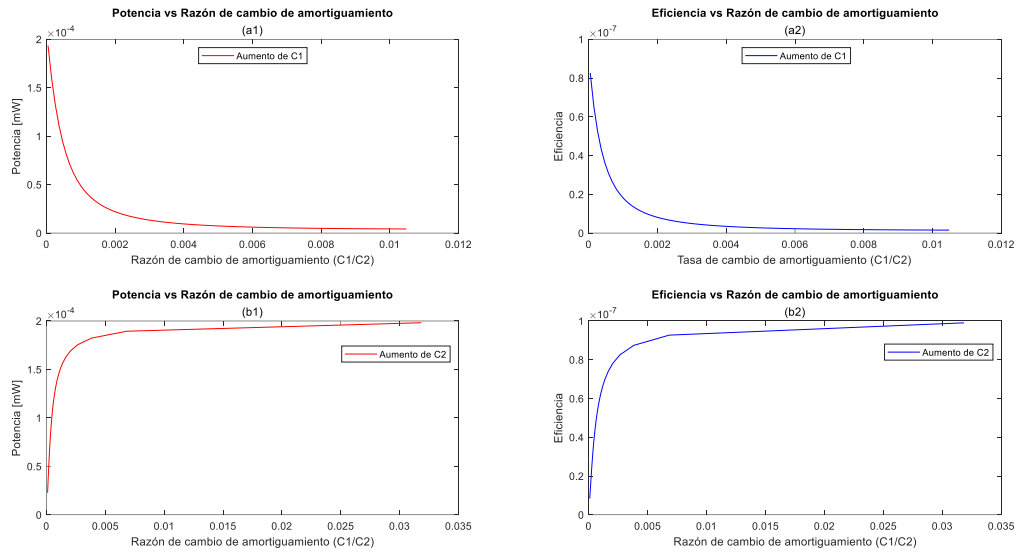 Potencia vs Razón de cambio de amortiguamiento
(a1)
×10⁻⁴
2
1.5
1
0.5
0
Potencia [mW]
Aumento de C1
0 0.002 0.004 0.006 0.008 0.01 0.012
Razón de cambio de amortiguamiento (C1/C2)
Eficiencia vs Razón de cambio de amortiguamiento
(a2)
×10⁻⁷
1
0.8
0.6
0.4
0.2
0
Eficiencia
Aumento de C1
0 0.002 0.004 0.006 0.008 0.01 0.012
Tasa de cambio de amortiguamiento (C1/C2)
Potencia vs Razón de cambio de amortiguamiento
(b1)
×10⁻⁴
2
1.5
1
0.5
0
Potencia [mW]
Aumento de C2
0 0.005 0.01 0.015 0.02 0.025 0.03 0.035
Razón de cambio de amortiguamiento (C1/C2)
Eficiencia vs Razón de cambio de amortiguamiento
(b2)
×10⁻⁷
1
0.8
0.6
0.4
0.2
0
Eficiencia
Aumento de C2
0 0.005 0.01 0.015 0.02 0.025 0.03 0.035
Razón de cambio de amortiguamiento (C1/C2)